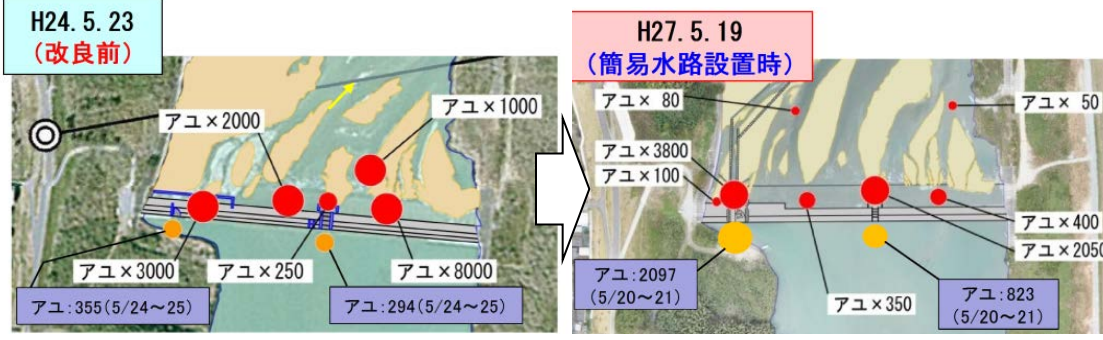 H24.5.23
(改良前)
アユ×2000
アユ×1000
アユ×3000
アユ×250
アユ×8000
アユ:355(5/24~25)
アユ:294(5/24~25)
H27.5.19
(簡易水路設置時)
アユ× 80
アユ× 50
アユ×3800
アユ×100
アユ×400
アユ×2050
アユ:2097
(5/20~21)
アユ×350
アユ:823
(5/20~21)